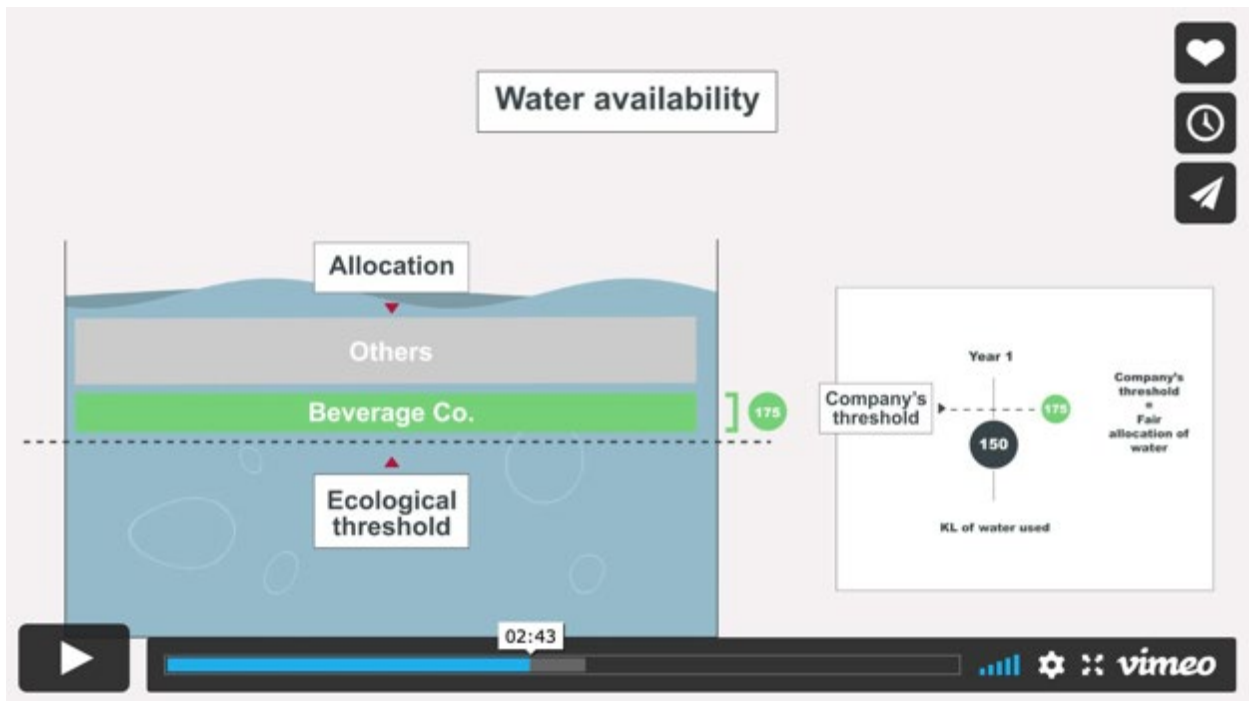 Water availability
Allocation
Others
Beverage Co.
175
Ecological
threshold
Year 1
Company's
threshold
175
150
Company's
threshold
=
Fair
allocation of
water
KL of water used
02:43
vimeo